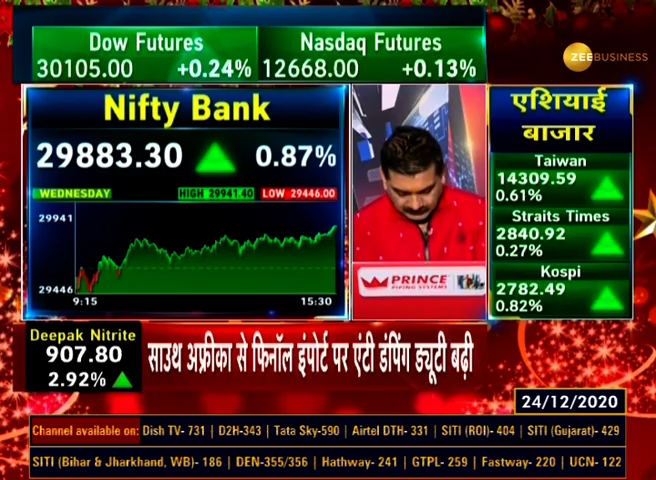 Dow Futures
30105.00 +0.24%
Nasdaq Futures
12668.00 +0.13%
ZEE BUSINESS
Nifty Bank
29883.30 0.87%
WEDNESDAY HIGH 29941.40 LOW 29446.00
29941
29446
9:15 15:30
PRINCE
PIPING SYSTEMS
एशियाई
बाजार
Taiwan
14309.59
0.61%
Straits Times
2840.92
0.27%
Kospi
2782.49
0.82%
Deepak Nitrite
907.80
2.92%
साउथ अफ्रीका से फिनॉल इंपोर्ट पर एंटी डंपिंग ड्यूटी बढ़ी
24/12/2020
Channel available on: Dish TV- 731 | D2H-343 | Tata Sky-590 | Airtel DTH- 331 | SITI (ROI)- 404 | SITI (Gujarat)- 429
SITI (Bihar & Jharkhand, WB)- 186 | DEN-355/356 | Hathway- 241 | GTPL- 259 | Fastway- 220 | UCN- 122